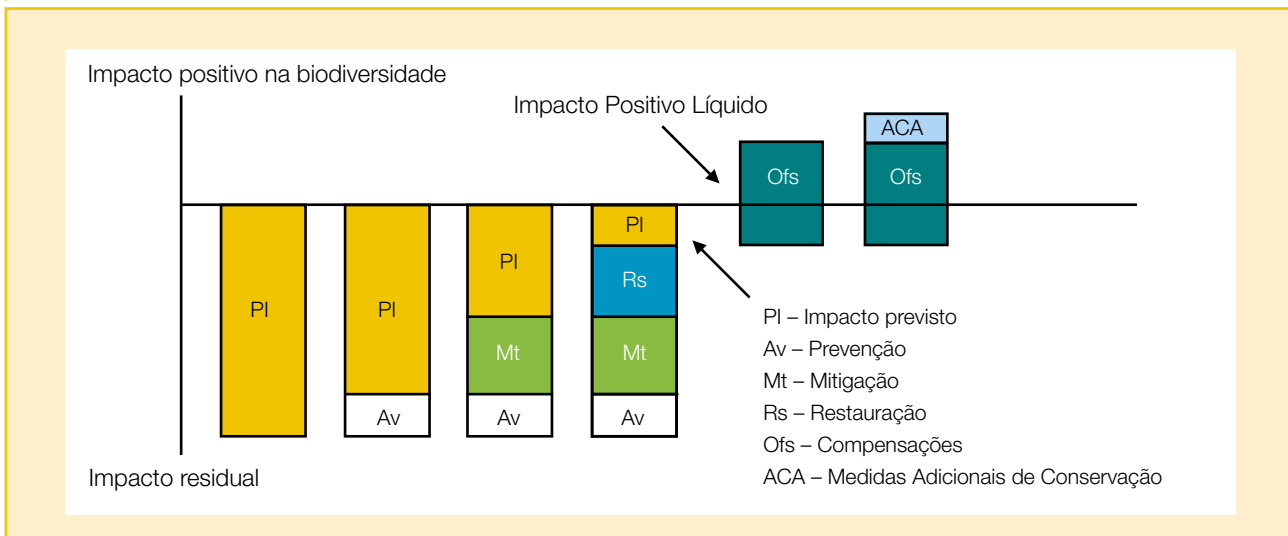 Impacto positivo na biodiversidade
Impacto Positivo Líquido
ACA
Ofs
Ofs
PI
PI
PI
PI
Rs
Mt
Mt
Av
Av
Av
PI – Impacto previsto
Av – Prevenção
Mt – Mitigação
Rs – Restauração
Ofs – Compensações
ACA – Medidas Adicionais de Conservação
Impacto residual